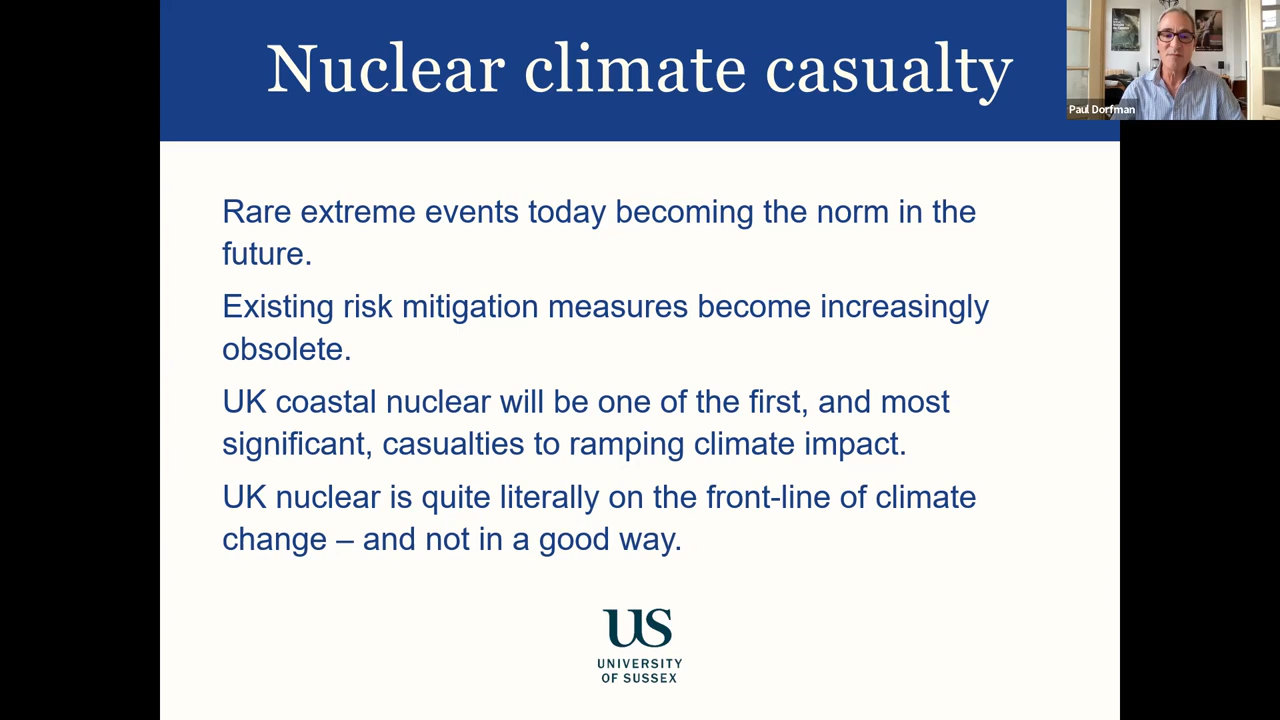 Nuclear climate casualty
Paul Dorfman
Rare extreme events today becoming the norm in the
future.
Existing risk mitigation measures become increasingly
obsolete.
UK coastal nuclear will be one of the first, and most
significant, casualties to ramping climate impact.
UK nuclear is quite literally on the front-line of climate
change – and not in a good way.
US
UNIVERSITY
OF SUSSEX